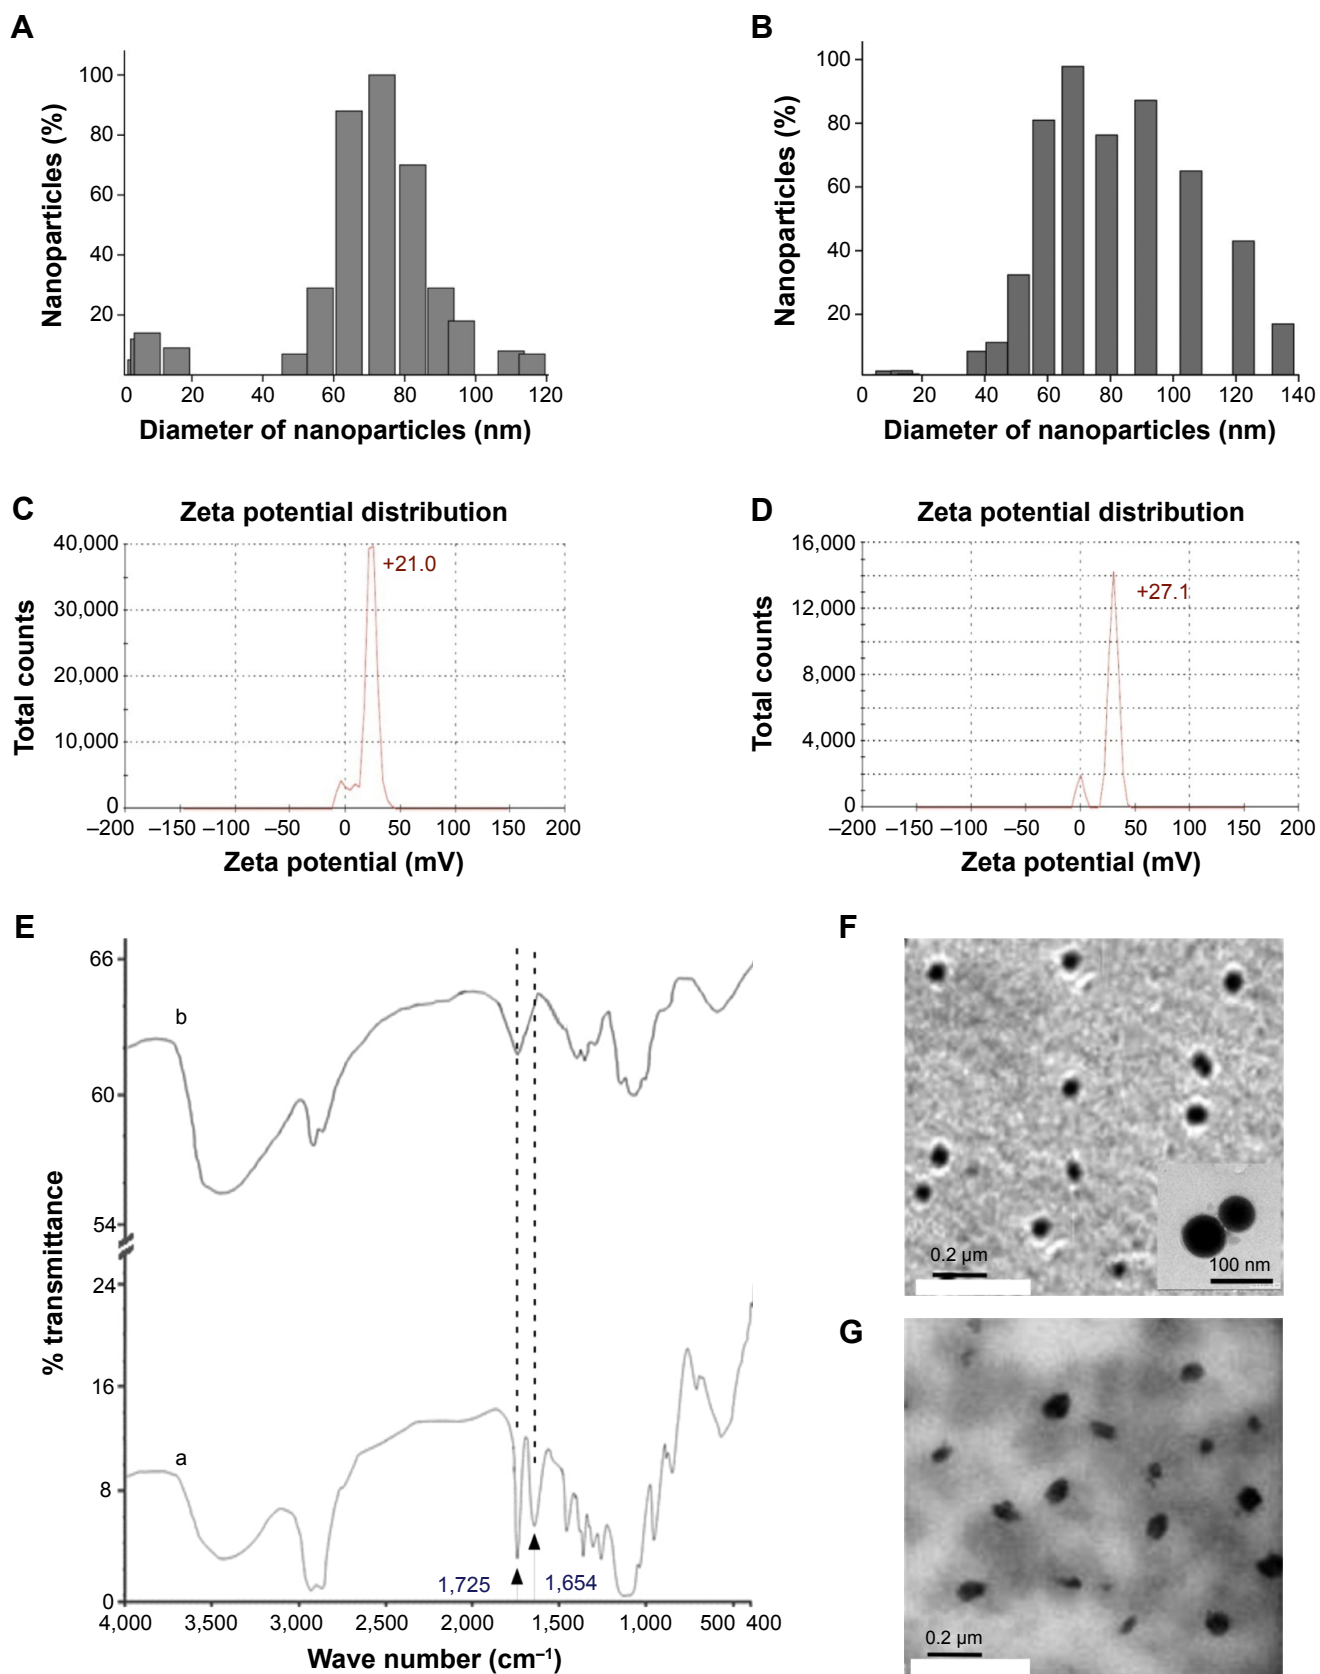 A
100
80
60
40
20
Nanoparticles (%)
0 20 40 60 80 100 120
Diameter of nanoparticles (nm)
B
100
80
60
40
20
Nanoparticles (%)
0 20 40 60 80 100 120 140
Diameter of nanoparticles (nm)
C
Zeta potential distribution
40,000
30,000
20,000
10,000
0
Total counts
+21.0
–200 –150 –100 –50 0 50 100 150 200
Zeta potential (mV)
D
Zeta potential distribution
16,000
12,000
8,000
4,000
0
Total counts
+27.1
–200 –150 –100 –50 0 50 100 150 200
Zeta potential (mV)
E
66
60
54
24
16
8
0
% transmittance
b
a
1,725
1,654
4,000 3,500 3,000 2,500 2,000 1,500 1,000 500 400
Wave number (cm⁻¹)
F
0.2 µm
100 nm
G
0.2 µm